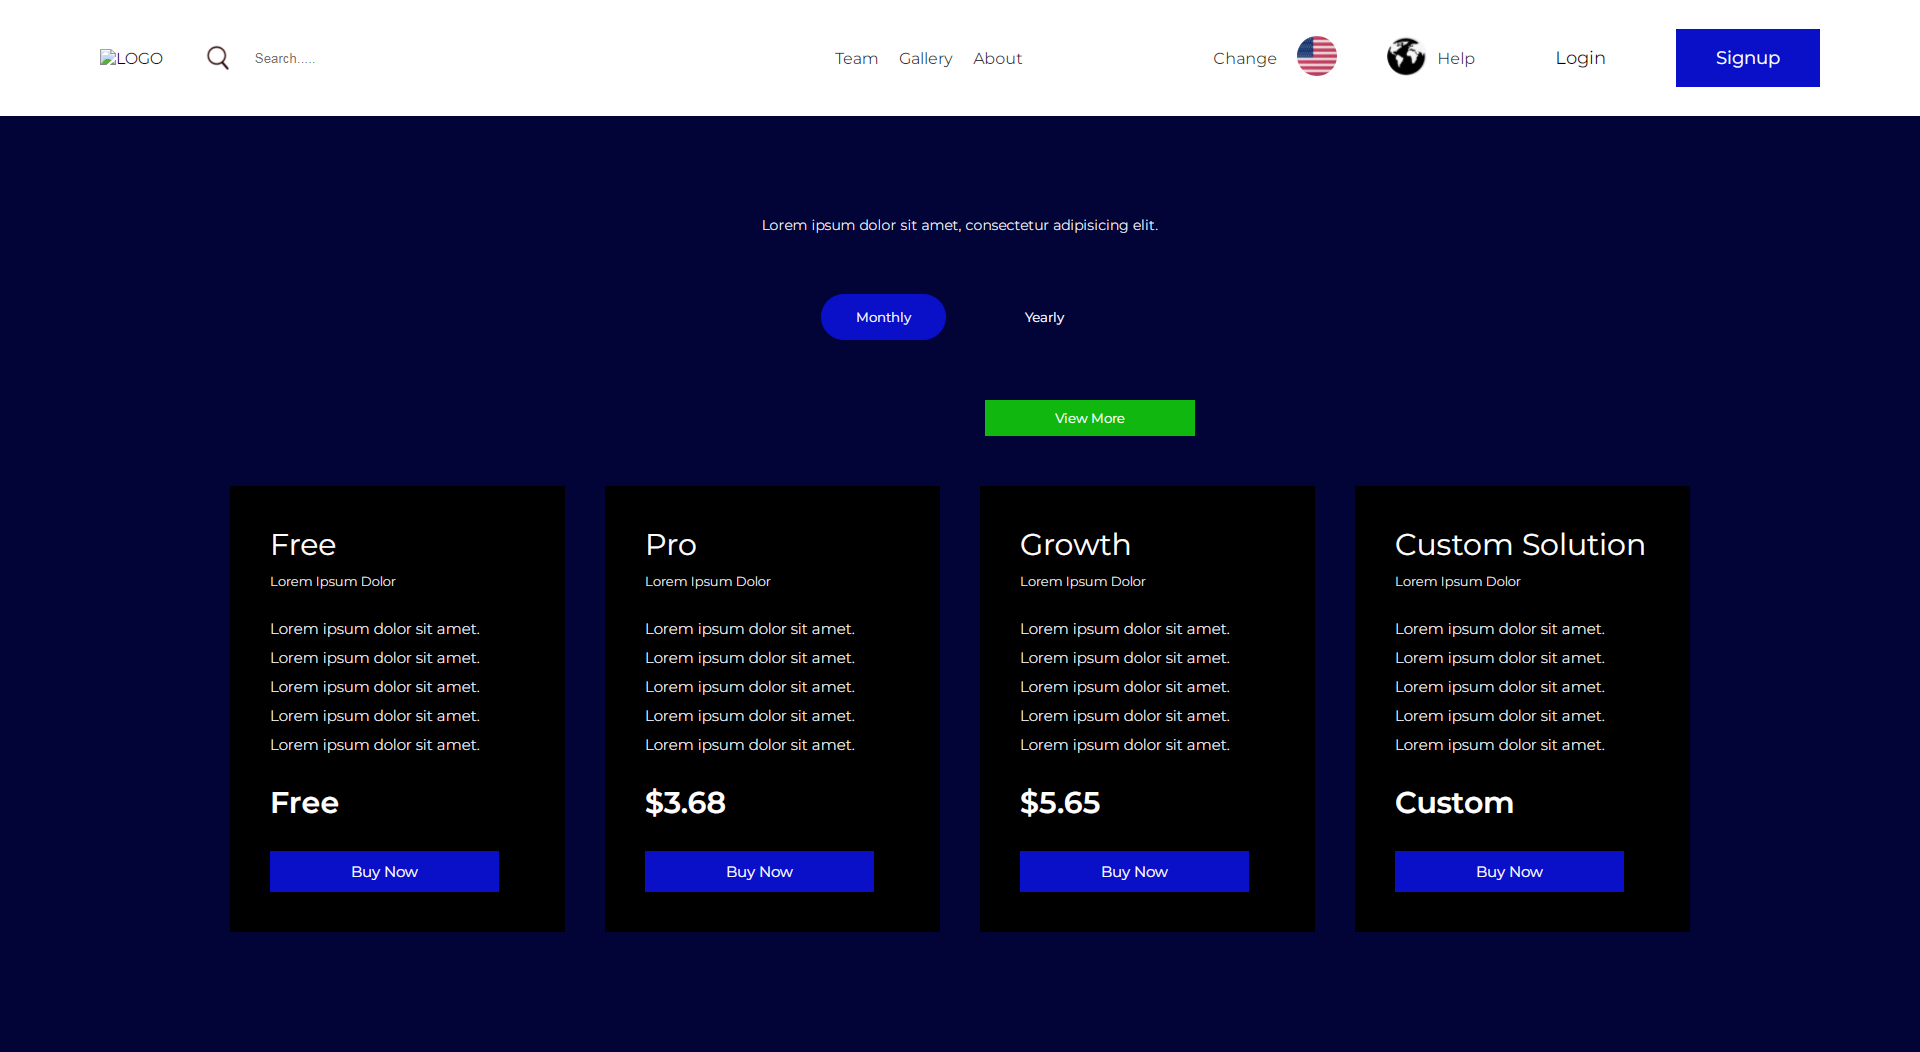 LOGO
Search.....
Team
Gallery
About
Change
Help
Login
Signup
Lorem ipsum dolor sit amet, consectetur adipisicing elit.
Monthly
Yearly
View More
Free
Lorem Ipsum Dolor
Lorem ipsum dolor sit amet.
Lorem ipsum dolor sit amet.
Lorem ipsum dolor sit amet.
Lorem ipsum dolor sit amet.
Lorem ipsum dolor sit amet.
Free
Buy Now
Pro
Lorem Ipsum Dolor
Lorem ipsum dolor sit amet.
Lorem ipsum dolor sit amet.
Lorem ipsum dolor sit amet.
Lorem ipsum dolor sit amet.
Lorem ipsum dolor sit amet.
$3.68
Buy Now
Growth
Lorem Ipsum Dolor
Lorem ipsum dolor sit amet.
Lorem ipsum dolor sit amet.
Lorem ipsum dolor sit amet.
Lorem ipsum dolor sit amet.
Lorem ipsum dolor sit amet.
$5.65
Buy Now
Custom Solution
Lorem Ipsum Dolor
Lorem ipsum dolor sit amet.
Lorem ipsum dolor sit amet.
Lorem ipsum dolor sit amet.
Lorem ipsum dolor sit amet.
Lorem ipsum dolor sit amet.
Custom
Buy Now